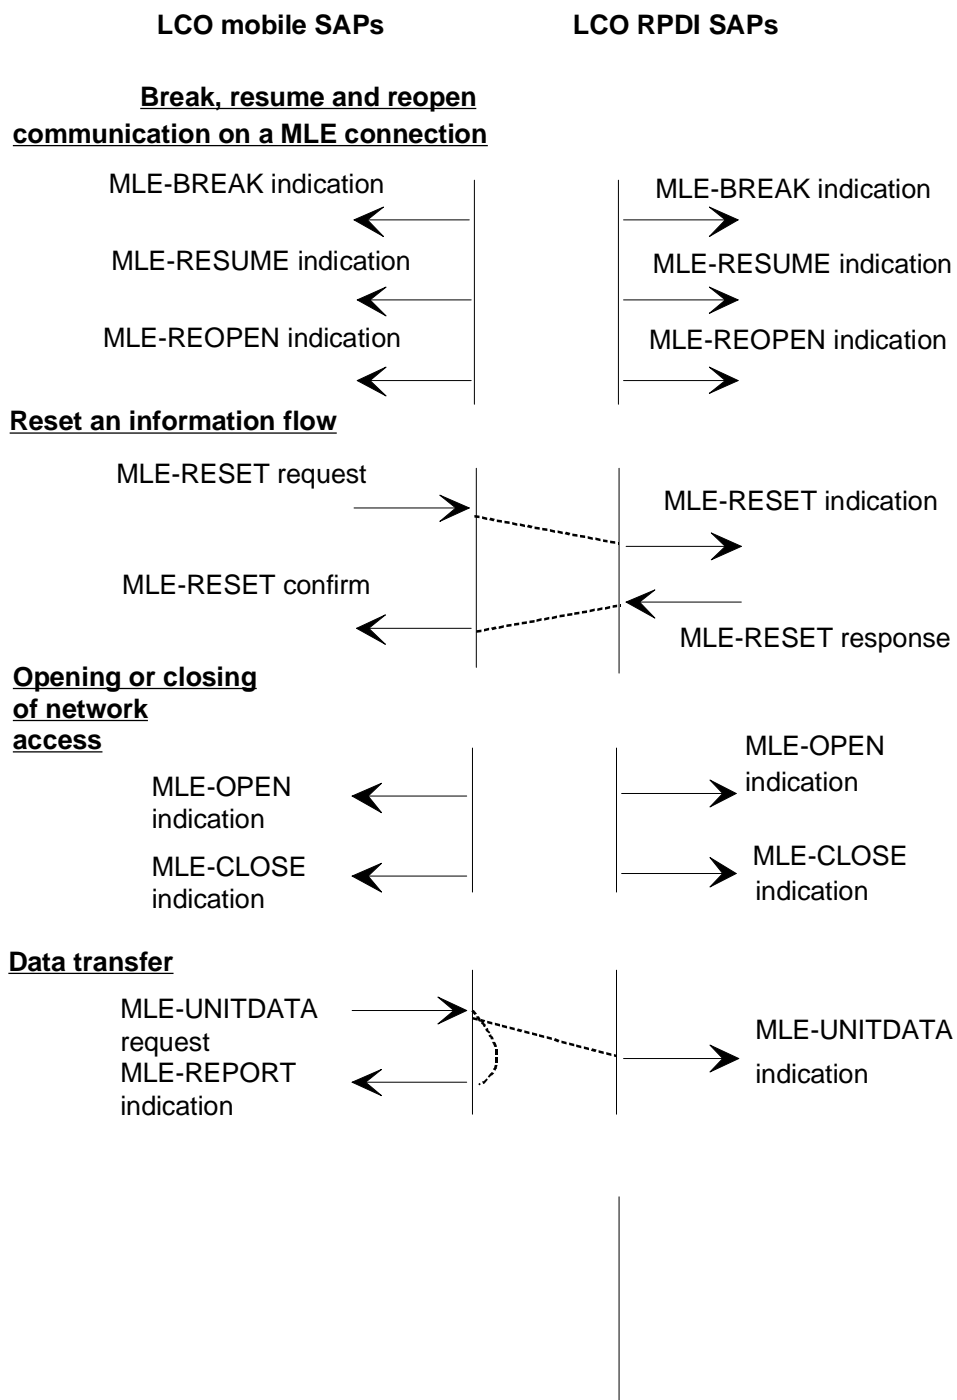 LCO mobile SAPs
LCO RPDI SAPs
Break, resume and reopen
communication on a MLE connection
MLE-BREAK indication
MLE-BREAK indication
MLE-RESUME indication
MLE-RESUME indication
MLE-REOPEN indication
MLE-REOPEN indication
Reset an information flow
MLE-RESET request
MLE-RESET indication
MLE-RESET confirm
MLE-RESET response
Opening or closing
of network
access
MLE-OPEN
indication
MLE-OPEN
indication
MLE-CLOSE
indication
MLE-CLOSE
indication
Data transfer
MLE-UNITDATA
request
MLE-REPORT
indication
MLE-UNITDATA
indication